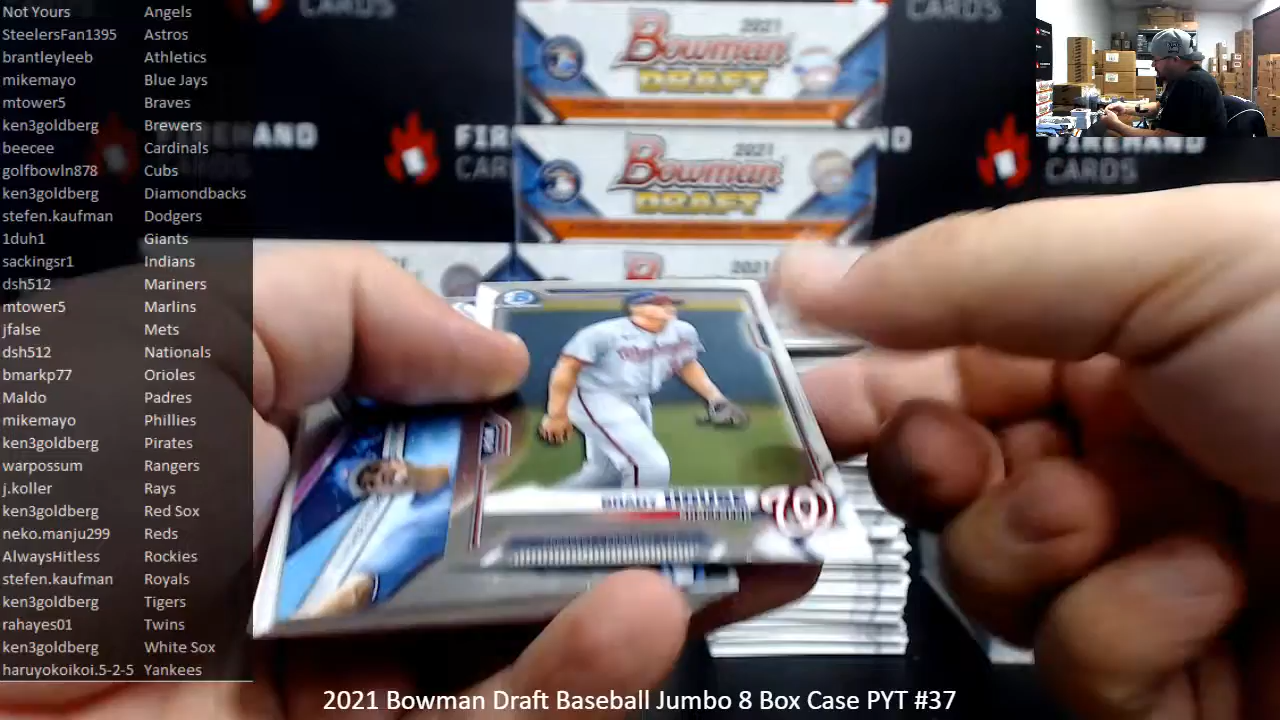 Not Yours Angels
SteelersFan1395 Astros
brantleyleeb Athletics
mikemayo Blue Jays
mtower5 Braves
ken3goldberg Brewers
beecee Cardinals
golfbowln878 Cubs
ken3goldberg Diamondbacks
stefen.kaufman Dodgers
1duh1 Giants
sackingsr1 Indians
dsh512 Mariners
mtower5 Marlins
jfalse Mets
dsh512 Nationals
bmarkp77 Orioles
Maldo Padres
mikemayo Phillies
ken3goldberg Pirates
warpossum Rangers
j.koller Rays
ken3goldberg Red Sox
neko.manju299 Reds
AlwaysHitless Rockies
stefen.kaufman Royals
ken3goldberg Tigers
rahayes01 Twins
ken3goldberg White Sox
haruyokoikoi.5-2-5 Yankees
CARDS
CARDS
2021
Bowman
DRAFT
2021
Bowman
DRAFT
2021
FIREHAND
CARDS
W
2021 Bowman Draft Baseball Jumbo 8 Box Case PYT #37